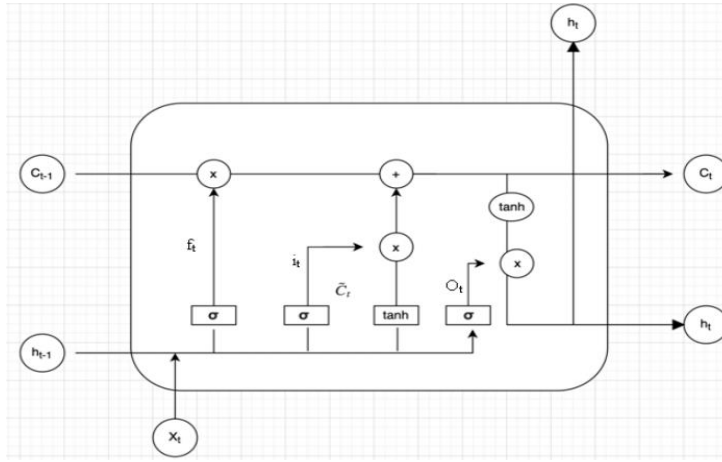 hₜ
Cₜ₋₁
x
+
Cₜ
tanh
fₜ
iₜ
x
x
Oₜ
C̃ₜ
σ
σ
tanh
σ
hₜ
hₜ₋₁
Xₜ